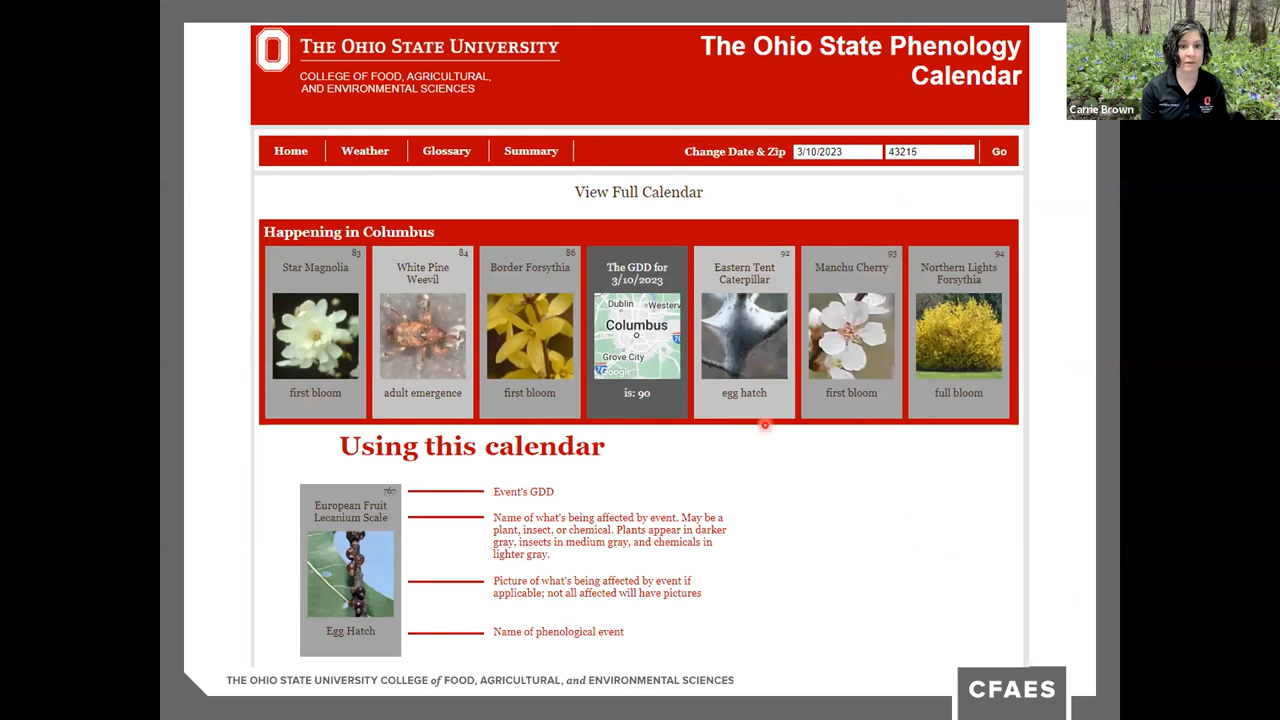 THE OHIO STATE UNIVERSITY
COLLEGE OF FOOD, AGRICULTURAL,
AND ENVIRONMENTAL SCIENCES
The Ohio State Phenology
Calendar
Carrie Brown
Home
Weather
Glossary
Summary
Change Date & Zip
3/10/2023
43215
Go
View Full Calendar
Happening in Columbus
83
Star Magnolia
first bloom
84
White Pine
Weevil
adult emergence
86
Border Forsythia
first bloom
The GDD for
3/10/2023
Dublin
Western
Columbus
Grove City
Google
is: 90
92
Eastern Tent
Caterpillar
egg hatch
93
Manchu Cherry
first bloom
94
Northern Lights
Forsythia
full bloom
Using this calendar
767
European Fruit
Lecanium Scale
Egg Hatch
Event's GDD
Name of what's being affected by event. May be a
plant, insect, or chemical. Plants appear in darker
gray, insects in medium gray, and chemicals in
lighter gray.
Picture of what's being affected by event if
applicable; not all affected will have pictures
Name of phenological event
THE OHIO STATE UNIVERSITY COLLEGE of FOOD, AGRICULTURAL, and ENVIRONMENTAL SCIENCES
CFAES